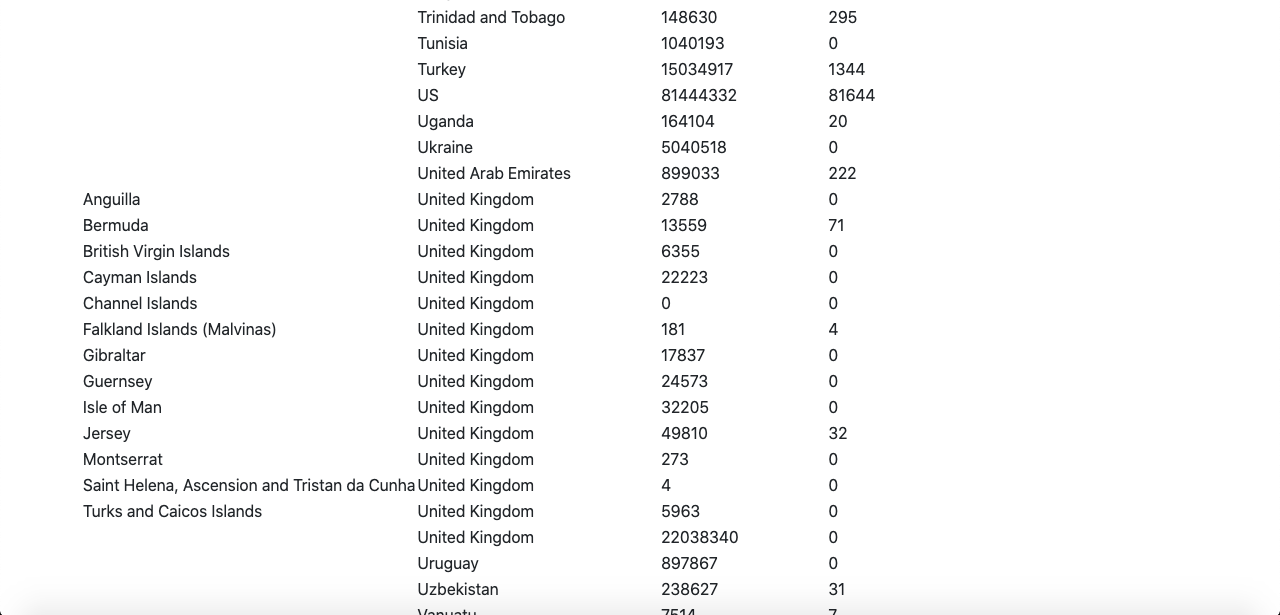 Trinidad and Tobago 148630 295
Tunisia 1040193 0
Turkey 15034917 1344
US 81444332 81644
Uganda 164104 20
Ukraine 5040518 0
United Arab Emirates 899033 222
Anguilla United Kingdom 2788 0
Bermuda United Kingdom 13559 71
British Virgin Islands United Kingdom 6355 0
Cayman Islands United Kingdom 22223 0
Channel Islands United Kingdom 0 0
Falkland Islands (Malvinas) United Kingdom 181 4
Gibraltar United Kingdom 17837 0
Guernsey United Kingdom 24573 0
Isle of Man United Kingdom 32205 0
Jersey United Kingdom 49810 32
Montserrat United Kingdom 273 0
Saint Helena, Ascension and Tristan da Cunha United Kingdom 4 0
Turks and Caicos Islands United Kingdom 5963 0
United Kingdom 22038340 0
Uruguay 897867 0
Uzbekistan 238627 31
Vanuatu 7514 7